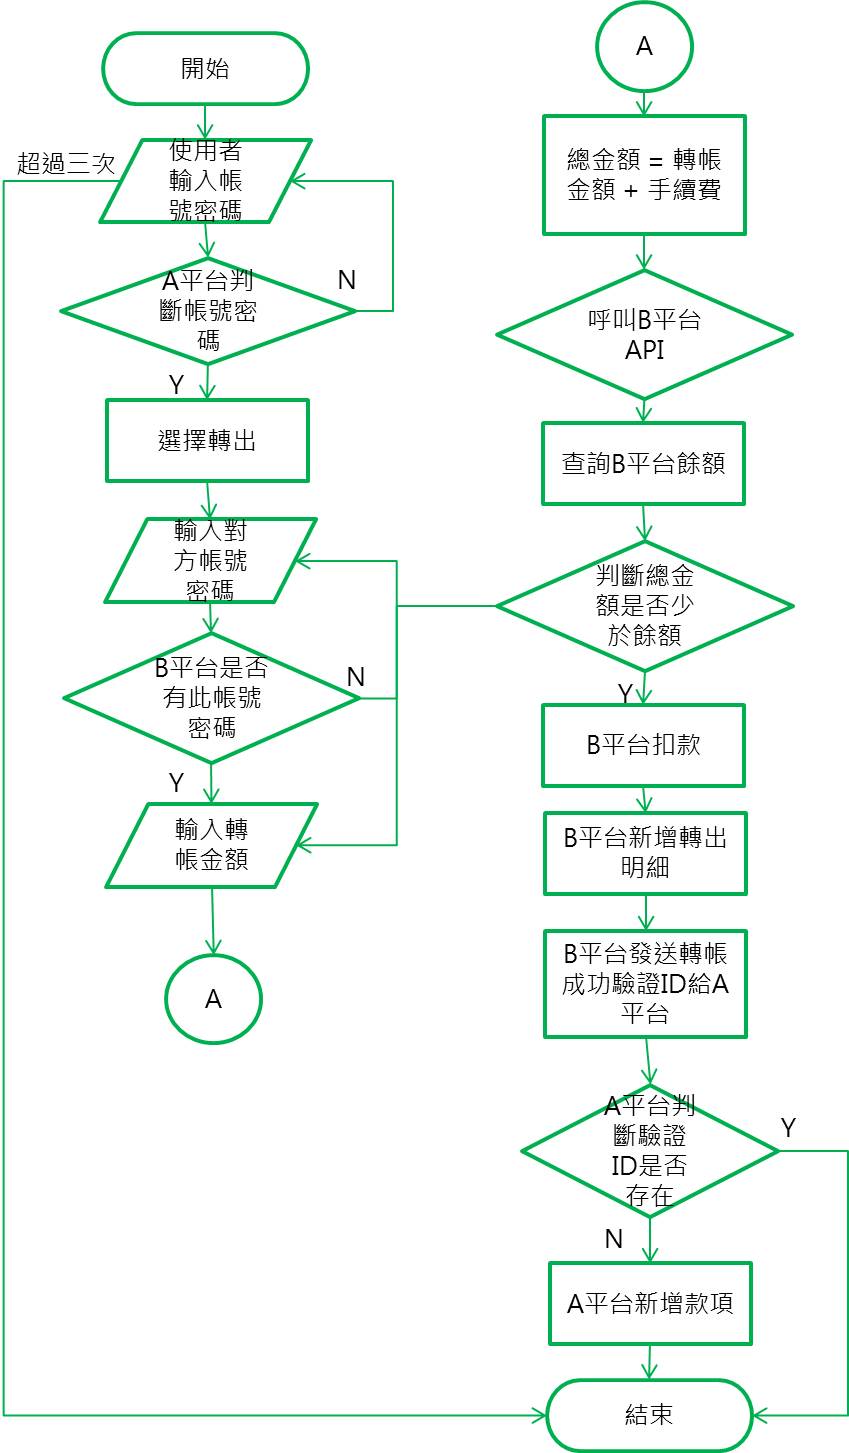 開始
超過三次
使用者
輸入帳
號密碼
A平台判
斷帳號密
碼
N
Y
選擇轉出
輸入對
方帳號
密碼
B平台是否
有此帳號
密碼
N
Y
輸入轉
帳金額
A
A
總金額 = 轉帳
金額 + 手續費
呼叫B平台
API
查詢B平台餘額
判斷總金
額是否少
於餘額
Y
B平台扣款
B平台新增轉出
明細
B平台發送轉帳
成功驗證ID給A
平台
A平台判
斷驗證
ID是否
存在
Y
N
A平台新增款項
結束